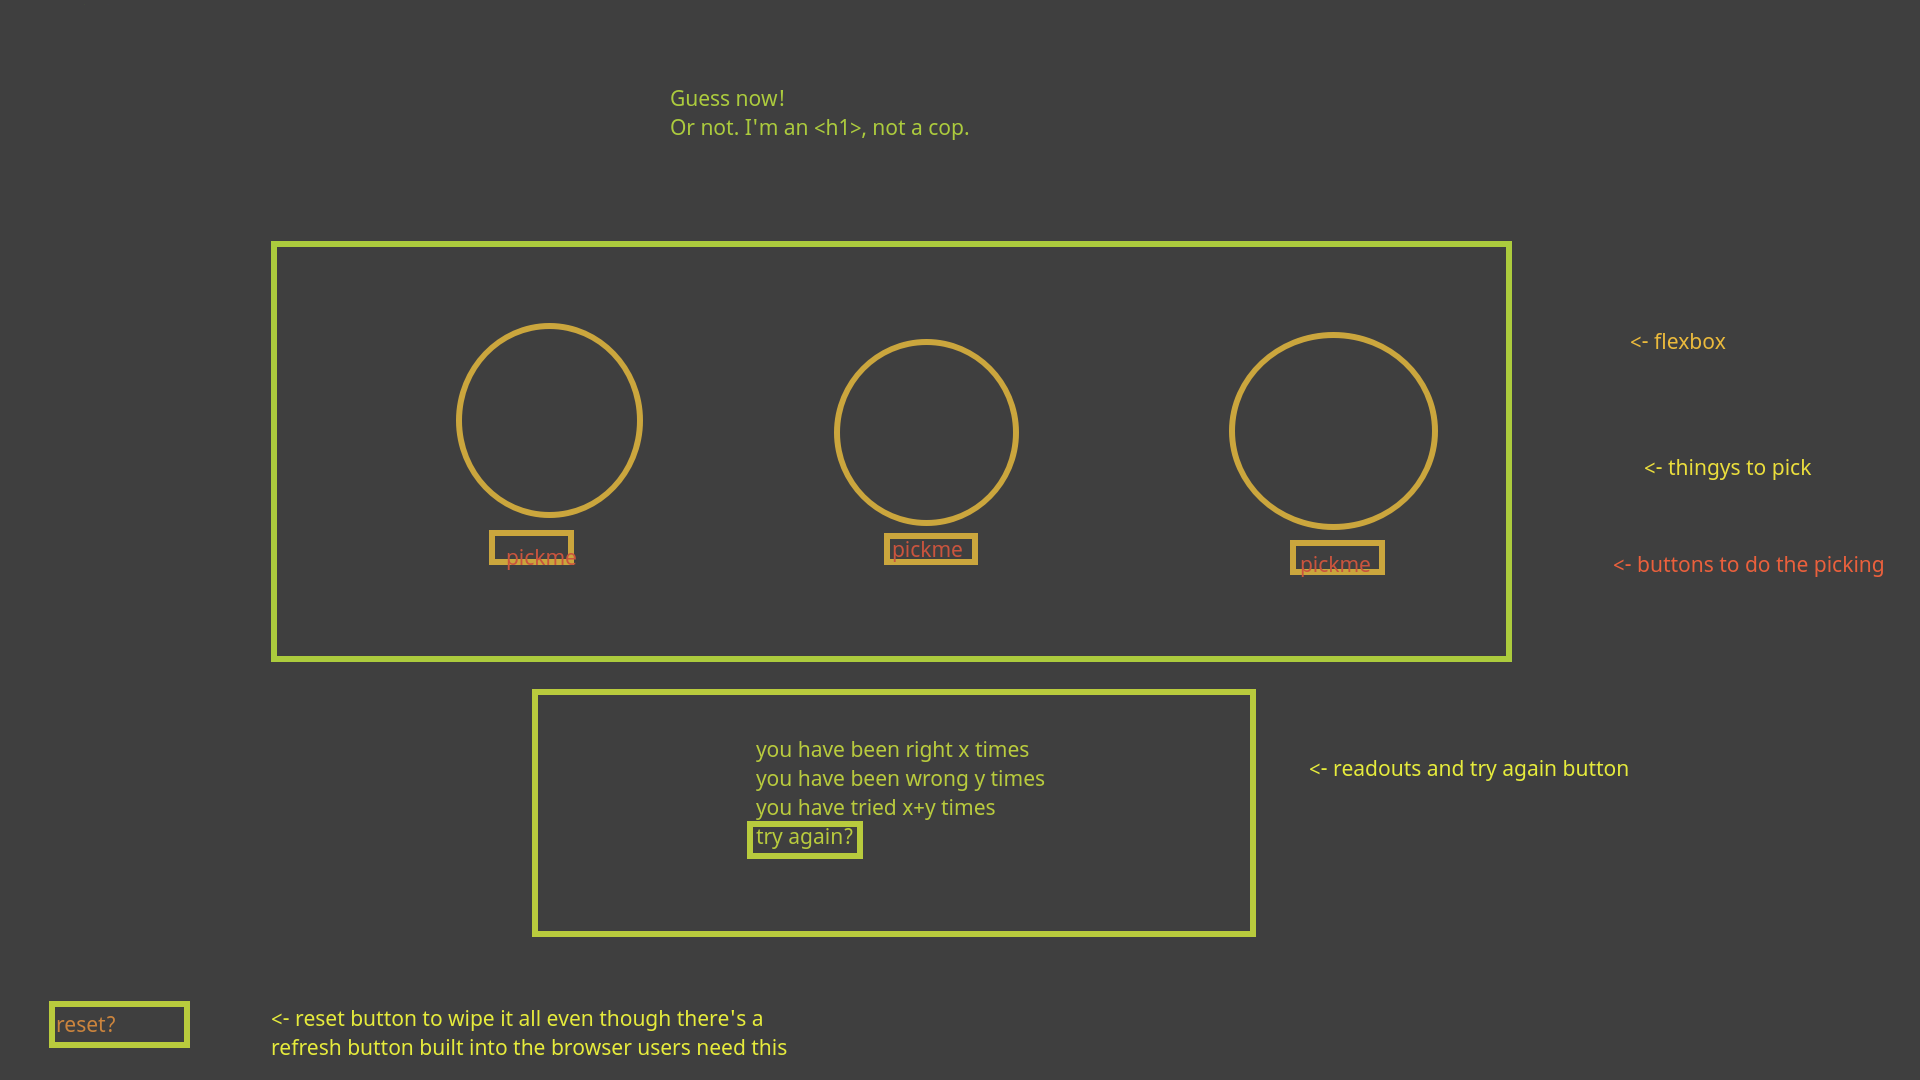 Guess now!
Or not. I'm an <h1>, not a cop.
<- flexbox
<- thingys to pick
pickme
pickme
pickme
<- buttons to do the picking
you have been right x times
you have been wrong y times
you have tried x+y times
try again?
<- readouts and try again button
reset?
<- reset button to wipe it all even though there's a
refresh button built into the browser users need this